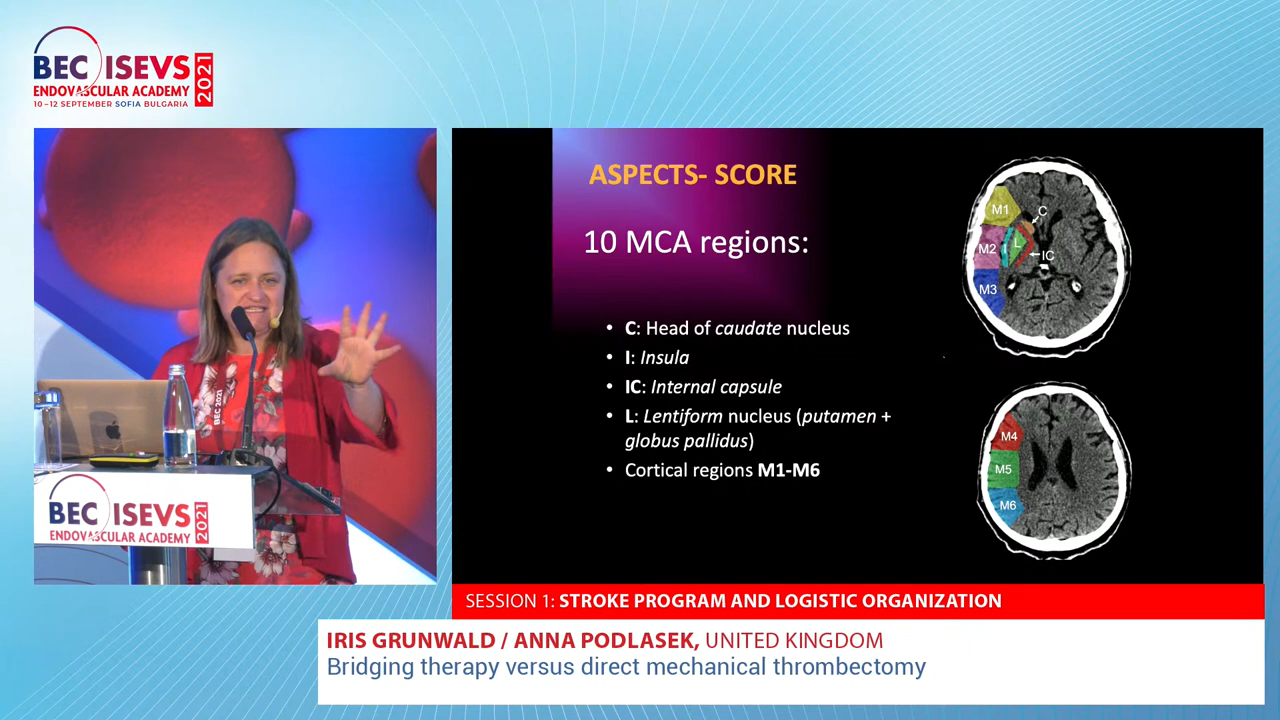 BEC ISEVS
2021
ENDOVASCULAR ACADEMY
10–12 SEPTEMBER SOFIA BULGARIA
BEC 2021
BEC ISEVS
2021
ENDOVASCULAR ACADEMY
ASPECTS- SCORE
10 MCA regions:
• C: Head of caudate nucleus
• I: Insula
• IC: Internal capsule
• L: Lentiform nucleus (putamen +
globus pallidus)
• Cortical regions M1-M6
M1
C
M2
I
L
IC
M3
M4
M5
M6
SESSION 1: STROKE PROGRAM AND LOGISTIC ORGANIZATION
IRIS GRUNWALD / ANNA PODLASEK, UNITED KINGDOM
Bridging therapy versus direct mechanical thrombectomy